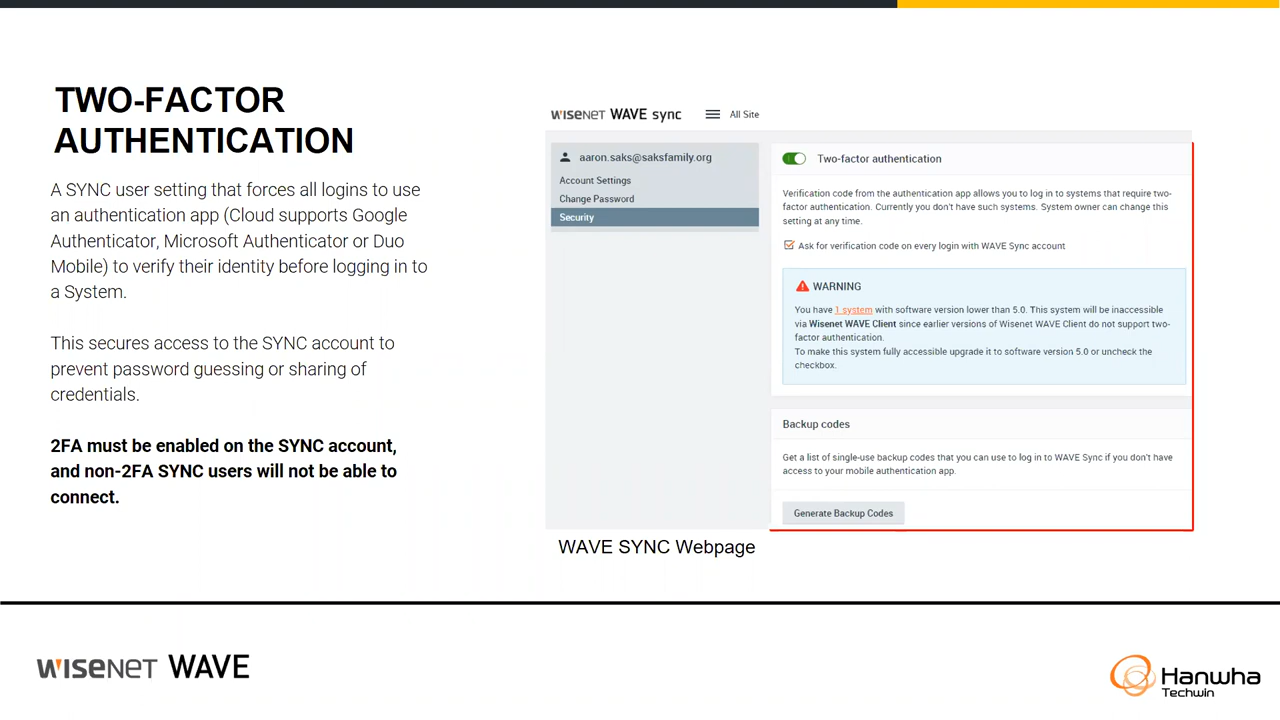 TWO-FACTOR
AUTHENTICATION
A SYNC user setting that forces all logins to use
an authentication app (Cloud supports Google
Authenticator, Microsoft Authenticator or Duo
Mobile) to verify their identity before logging in to
a System.
This secures access to the SYNC account to
prevent password guessing or sharing of
credentials.
2FA must be enabled on the SYNC account,
and non-2FA SYNC users will not be able to
connect.
WISENET WAVE sync
All Site
aaron.saks@saksfamily.org
Account Settings
Change Password
Security
Two-factor authentication
Verification code from the authentication app allows you to log in to systems that require two-
factor authentication. Currently you don't have such systems. System owner can change this
setting at any time.
Ask for verification code on every login with WAVE Sync account
WARNING
You have 1 system with software version lower than 5.0. This system will be inaccessible
via Wisenet WAVE Client since earlier versions of Wisenet WAVE Client do not support two-
factor authentication.
To make this system fully accessible upgrade it to software version 5.0 or uncheck the
checkbox.
Backup codes
Get a list of single-use backup codes that you can use to log in to WAVE Sync if you don't have
access to your mobile authentication app.
Generate Backup Codes
WAVE SYNC Webpage
WISENET WAVE
Hanwha
Techwin